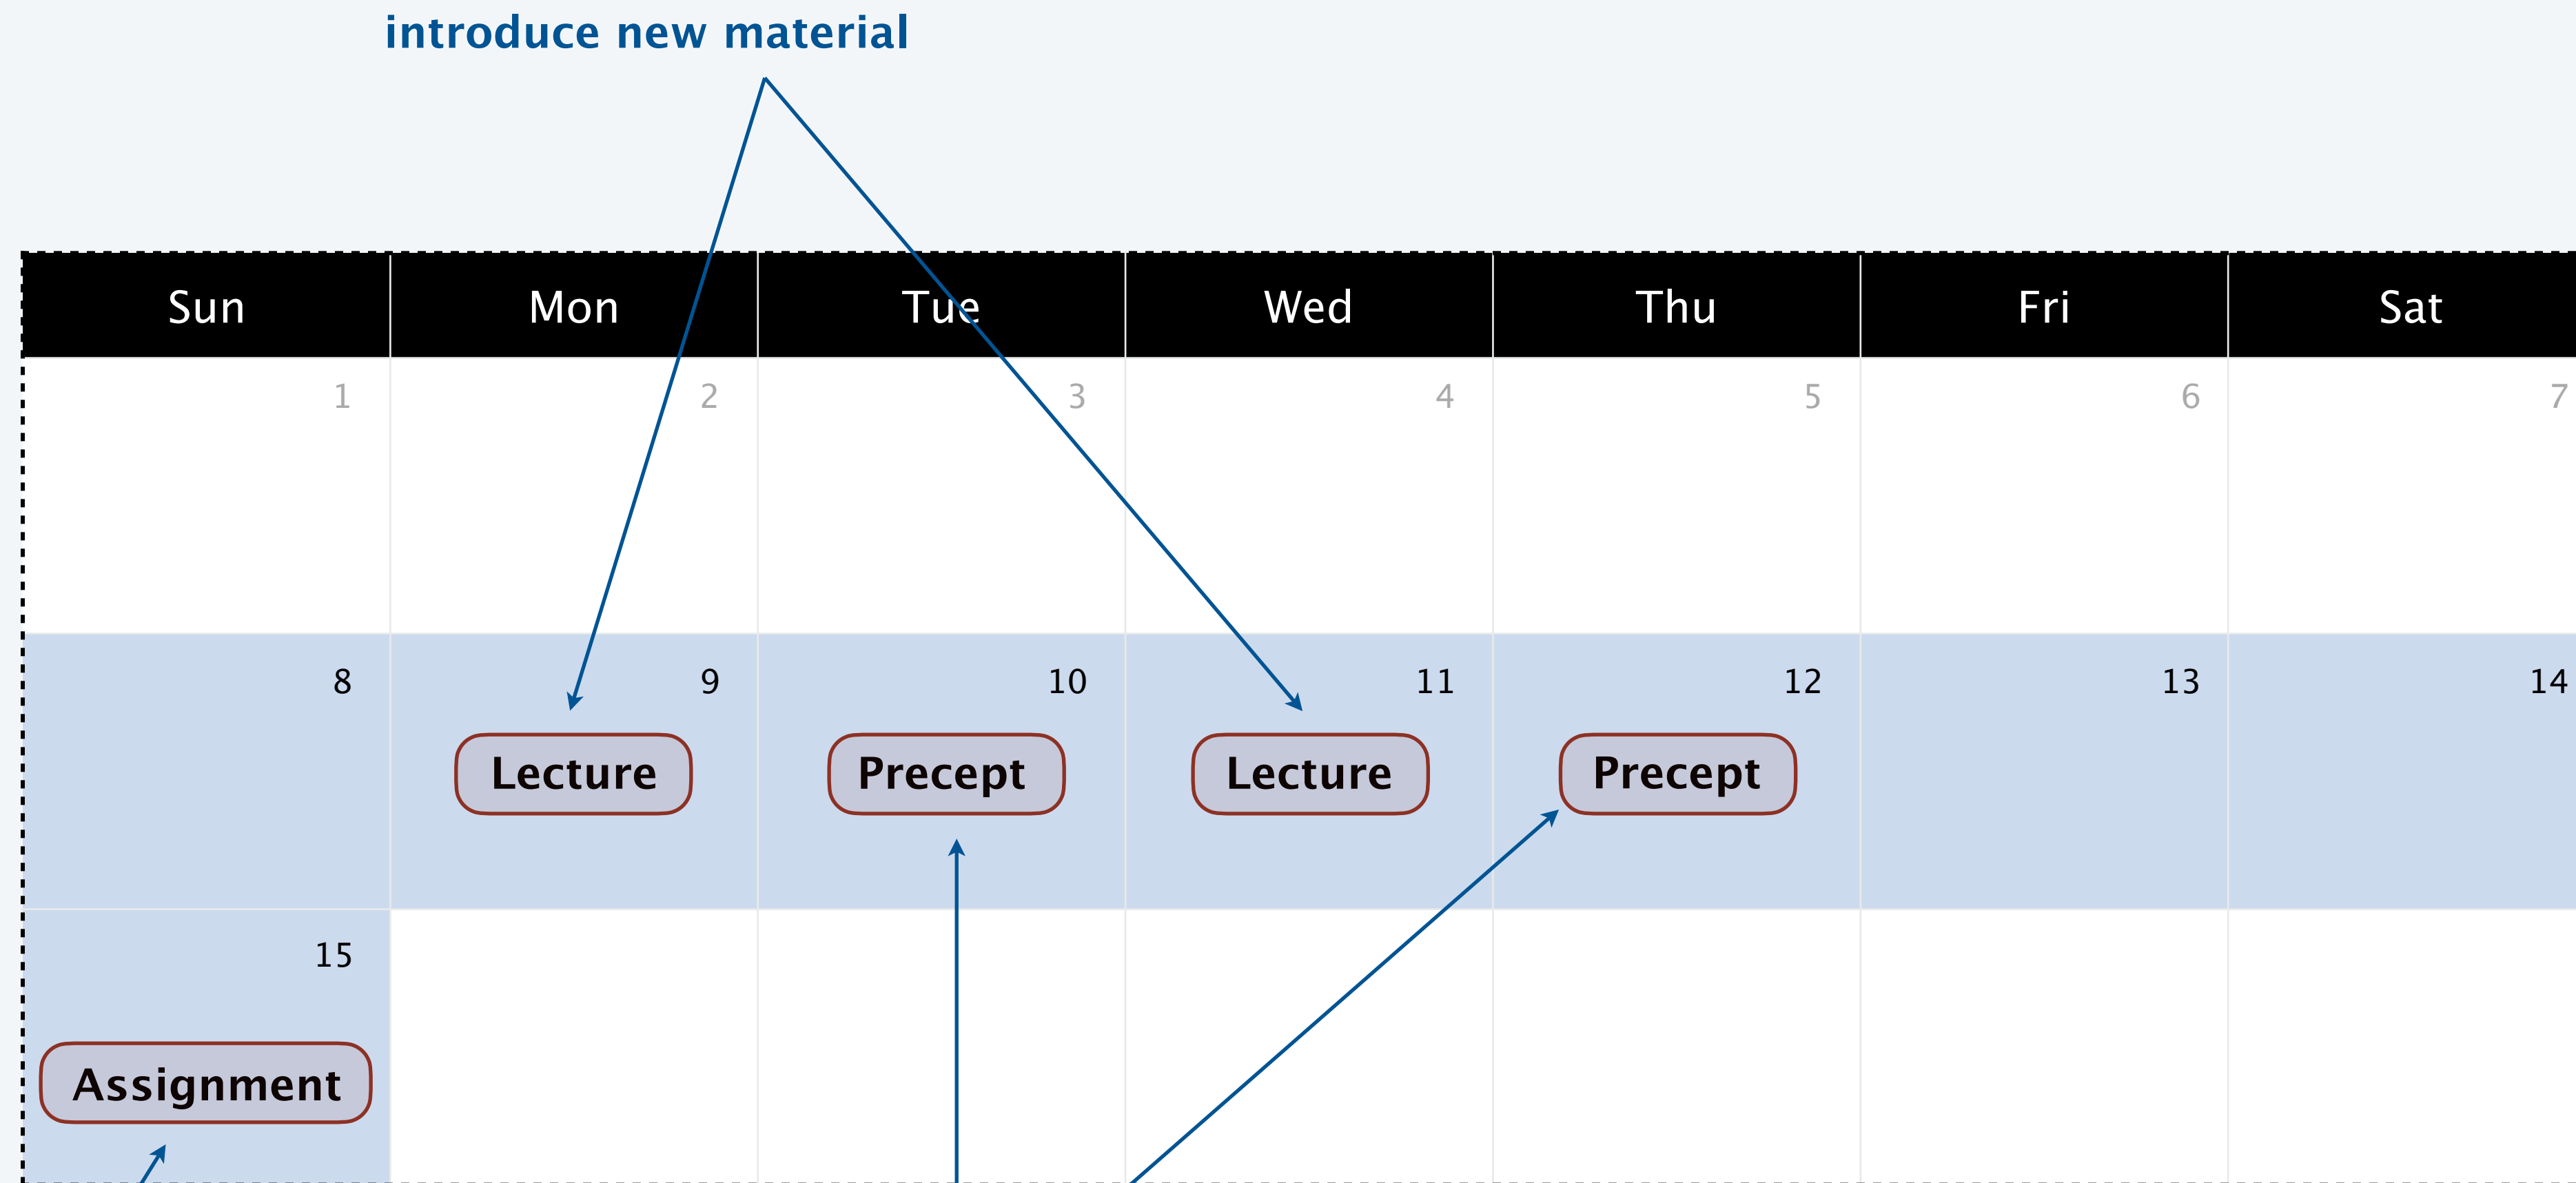 introduce new material
Sun Mon Tue Wed Thu Fri Sat
1 2 3 4 5 6 7
8 9 10 11 12 13 14
Lecture Precept Lecture Precept
15
Assignment